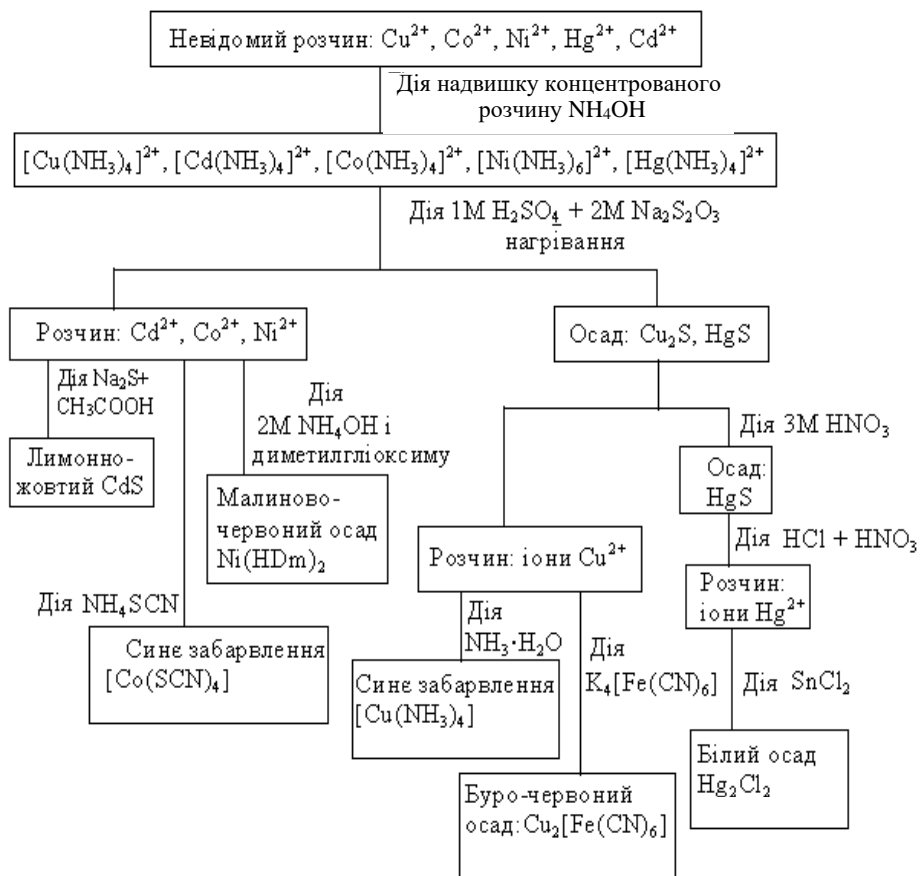 Невідомий розчин: Cu²⁺, Co²⁺, Ni²⁺, Hg²⁺, Cd²⁺
Дія надвишку концентрованого
розчину NH₄OH
[Cu(NH₃)₄]²⁺, [Cd(NH₃)₄]²⁺, [Co(NH₃)₄]²⁺, [Ni(NH₃)₆]²⁺, [Hg(NH₃)₄]²⁺
Дія 1M H₂SO₄ + 2M Na₂S₂O₃
нагрівання
Розчин: Cd²⁺, Co²⁺, Ni²⁺
Осад: Cu₂S, HgS
Дія Na₂S+
CH₃COOH
Дія
2M NH₄OH і
диметилгліоксиму
Дія 3M HNO₃
Лимонно-
жовтий CdS
Малиново-
червоний осад
Ni(HDm)₂
Осад:
HgS
Дія HCl + HNO₃
Розчин: іони Cu²⁺
Розчин:
іони Hg²⁺
Дія NH₄SCN
Синє забарвлення
[Co(SCN)₄]
Дія
NH₃·H₂O
Дія
K₄[Fe(CN)₆]
Дія SnCl₂
Синє забарвлення
[Cu(NH₃)₄]
Білий осад
Hg₂Cl₂
Буро-червоний
осад: Cu₂[Fe(CN)₆]